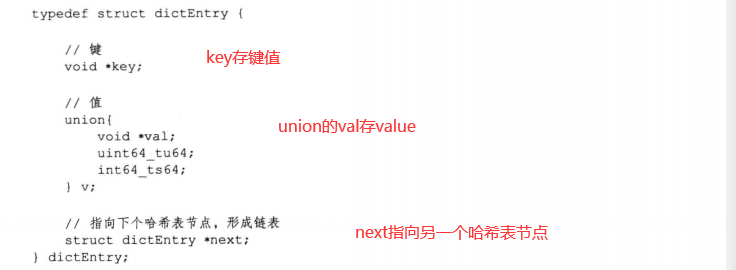 typedef struct dictEntry {
// 键
void *key;
key存键值
// 值
union{
void *val;
union的val存value
uint64_tu64;
int64_ts64;
} v;
// 指向下个哈希表节点，形成链表
struct dictEntry *next;
next指向另一个哈希表节点
} dictEntry;